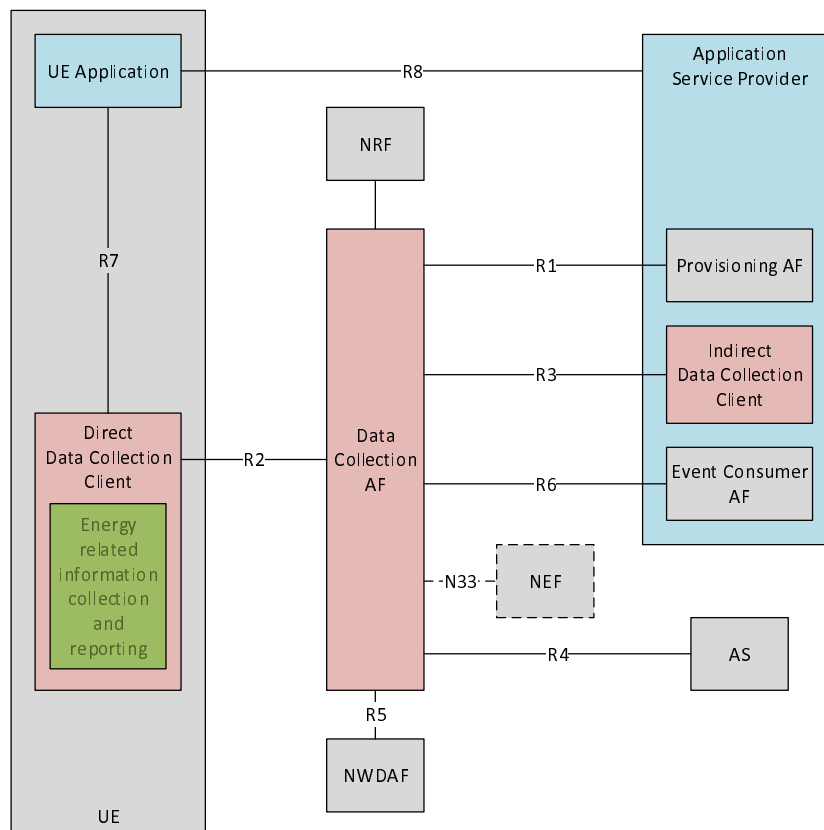 UE Application
R8
Application
Service Provider
NRF
R7
R1
Provisioning AF
R3
Indirect
Data Collection
Client
Direct
Data Collection
Client
R2
Data
Collection
AF
R6
Event Consumer
AF
Energy
related
information
collection
and
reporting
N33
NEF
R4
AS
R5
NWDAF
UE